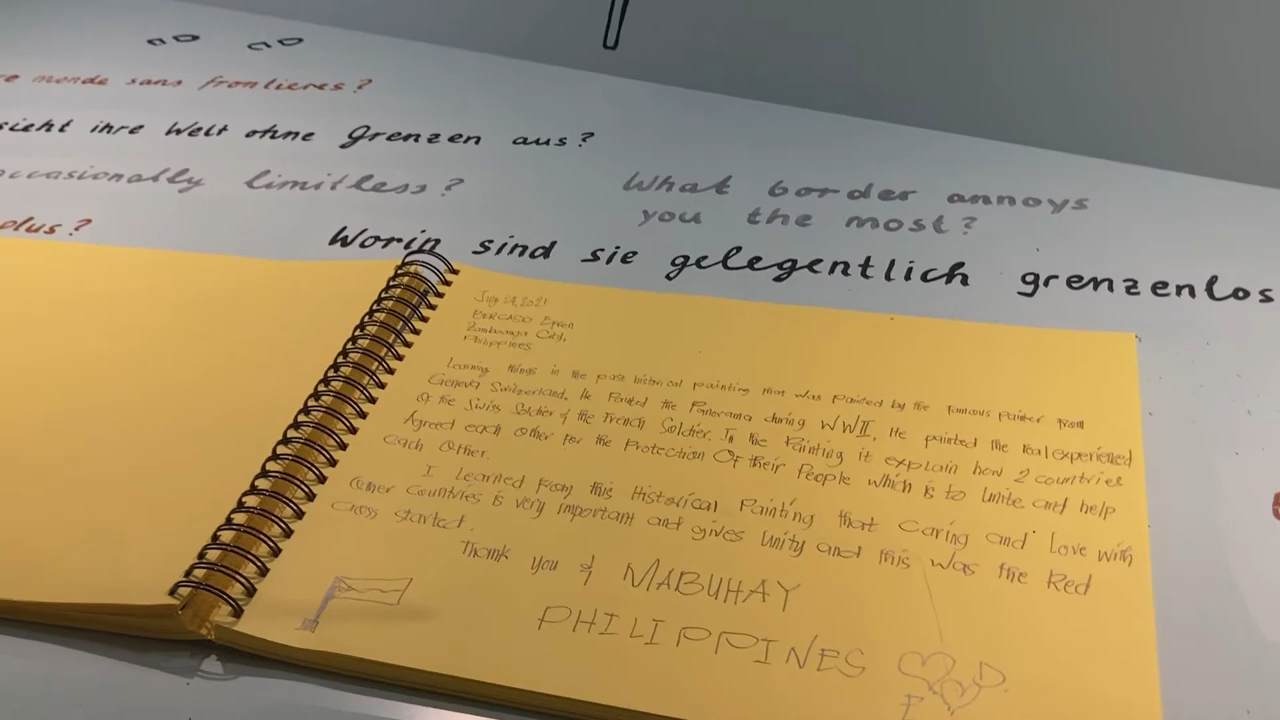 re monde sans frontieres?
sieht ihre Welt ohne Grenzen aus?
occasionally limitless?
What border annoys
you the most?
plus?
Worin sind sie gelegentlich grenzenlos
24, 2021
BERCASIO
Zamboanga City,
Philippines
Learning things in the past historical painting that was painted by the famous painter from
Geneva Switzerland. He Painted the Panorama during WWII. He painted the real experienced
Of the Swiss Soldier & the French Soldier. In the Painting it explain how 2 countries
Agreed each other for the Protection Of their People which is to Unite and help
each Other.
I Learned from this Historical Painting that Caring and Love with
Other Countries is very important and gives Unity and this was the Red
Cross started.
Thank you & MABUHAY
PHILIPPINES